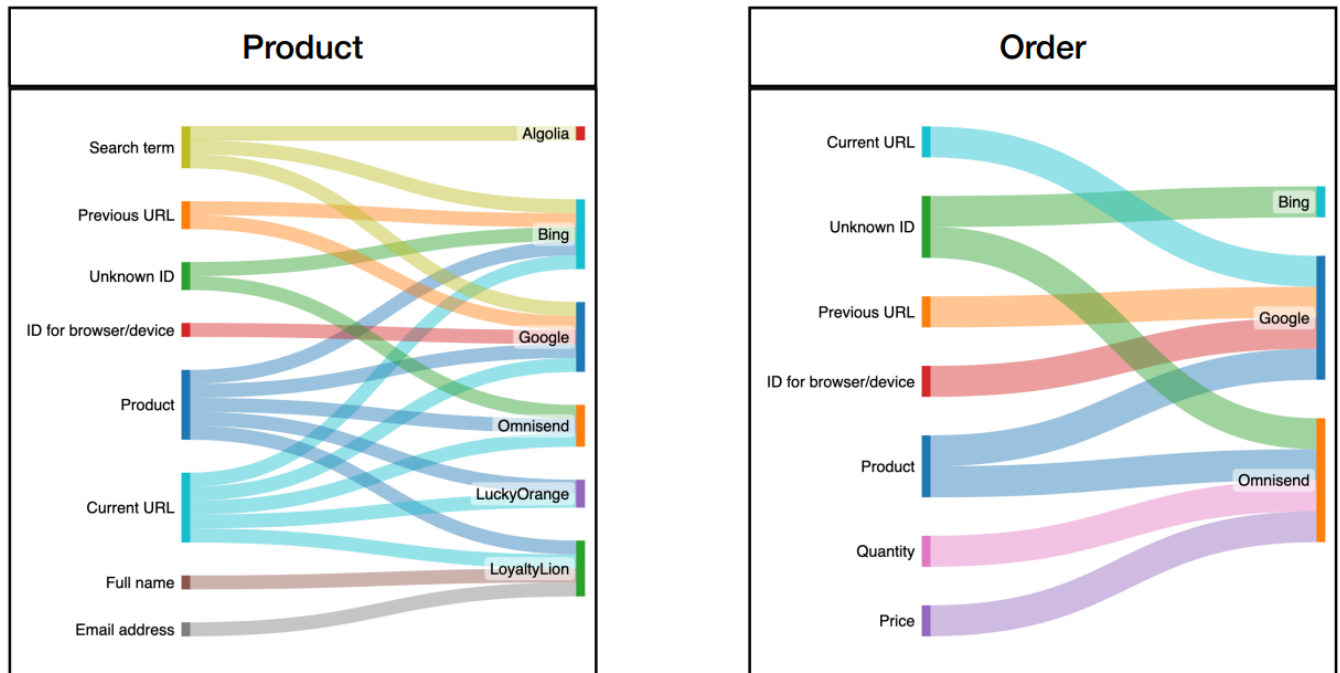 Product
Search term
Previous URL
Unknown ID
ID for browser/device
Product
Current URL
Full name
Email address
Algolia
Bing
Google
Omnisend
LuckyOrange
LoyaltyLion
Order
Current URL
Unknown ID
Previous URL
ID for browser/device
Product
Quantity
Price
Bing
Google
Omnisend